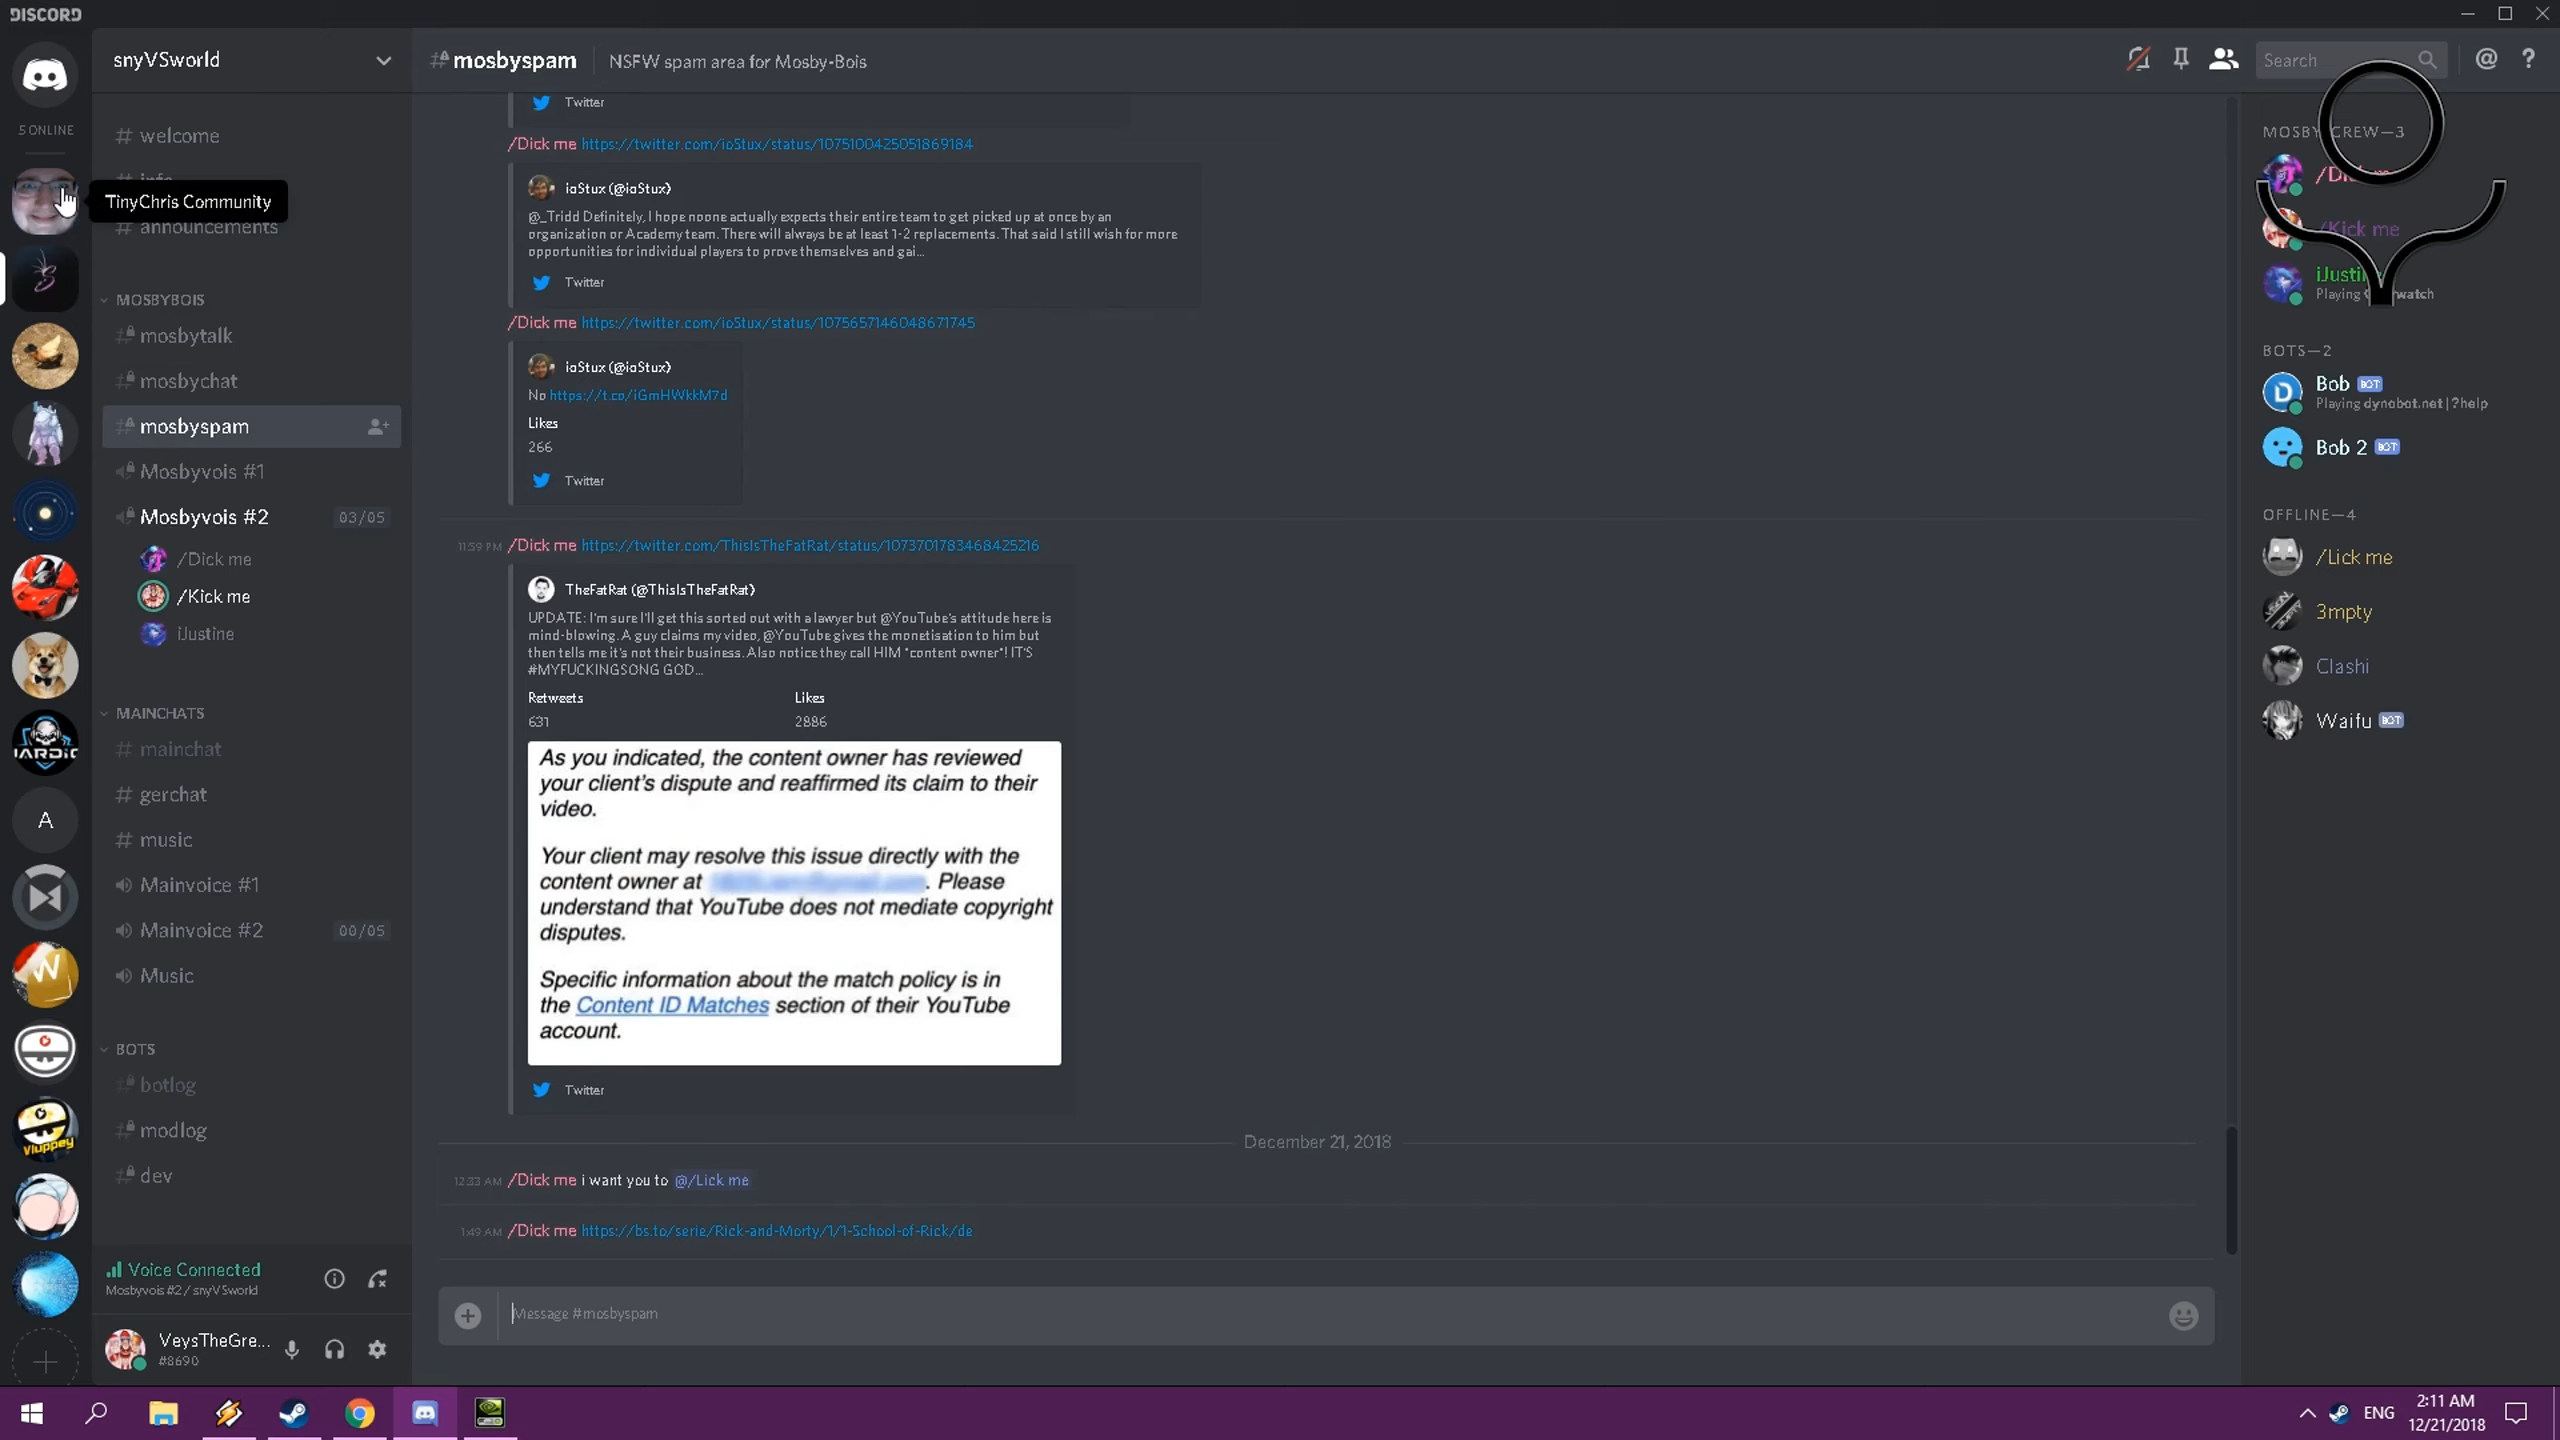 DISCORD
snyVSworld
#mosbyspam
NSFW spam area for Mosby-Bois
Search
5 ONLINE
# welcome
TinyChris Community
announcements
MOSBYBOIS
mosbytalk
mosbychat
mosbyspam
Mosbyvois #1
Mosbyvois #2 03/05
/Dick me
/Kick me
iJustine
MAINCHATS
# mainchat
# gerchat
# music
Mainvoice #1
Mainvoice #2 00/05
Music
BOTS
botlog
modlog
dev
Voice Connected
Mosbyvois #2 / snyVSworld
VeysTheGre...
#8690
A
W
Vluppey
Twitter
/Dick me https://twitter.com/ioStux/status/1075100425051869184
ioStux (@ioStux)
@_Tridd Definitely, I hope noone actually expects their entire team to get picked up at once by an
organization or Academy team. There will always be at least 1-2 replacements. That said I still wish for more
opportunities for individual players to prove themselves and gai...
Twitter
/Dick me https://twitter.com/ioStux/status/1075657146048671745
ioStux (@ioStux)
No https://t.co/iGmHWkkM7d
Likes
266
Twitter
11:59 PM /Dick me https://twitter.com/ThisIsTheFatRat/status/1073701783468425216
TheFatRat (@ThisIsTheFatRat)
UPDATE: I'm sure I'll get this sorted out with a lawyer but @YouTube's attitude here is
mind-blowing. A guy claims my video, @YouTube gives the monetisation to him but
then tells me it's not their business. Also notice they call HIM "content owner"! IT'S
#MYFUCKINGSONG GOD...
Retweets Likes
631 2886
As you indicated, the content owner has reviewed
your client's dispute and reaffirmed its claim to their
video.
Your client may resolve this issue directly with the
content owner at . Please
understand that YouTube does not mediate copyright
disputes.
Specific information about the match policy is in
the Content ID Matches section of their YouTube
account.
Twitter
December 21, 2018
12:33 AM /Dick me i want you to @/Lick me
1:49 AM /Dick me https://bs.to/serie/Rick-and-Morty/1/1-School-of-Rick/de
Message #mosbyspam
MOSBY CREW—3
/Kick me
Playing
BOTS—2
Bob BOT
Playing dynobot.net | ?help
Bob 2 BOT
OFFLINE—4
/Lick me
3mpty
Clashi
Waifu BOT
ENG
2:11 AM
12/21/2018